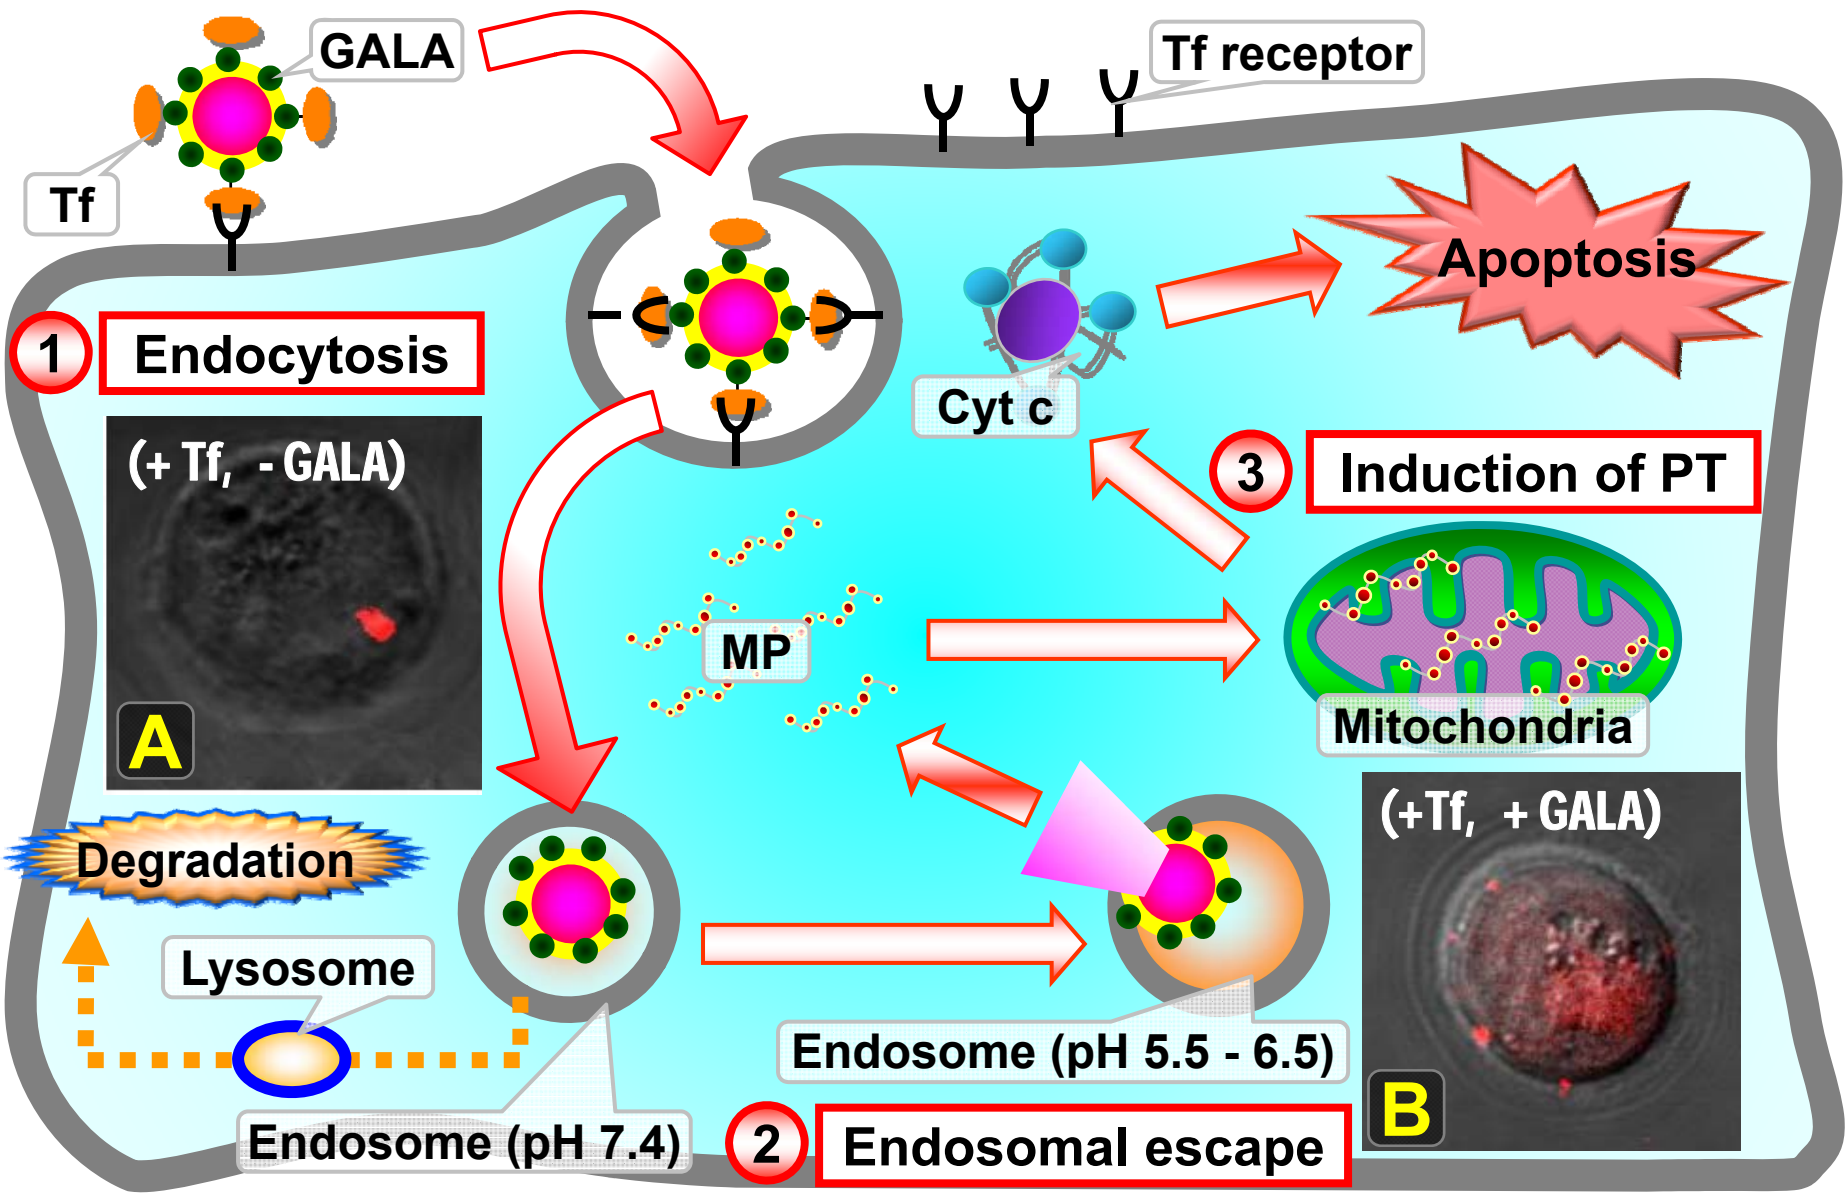 GALA
Tf receptor
Tf
Apoptosis
1
Endocytosis
Cyt c
(+ Tf, - GALA)
3
Induction of PT
MP
Mitochondria
A
(+Tf, + GALA)
Degradation
Lysosome
Endosome (pH 5.5 - 6.5)
B
Endosome (pH 7.4)
2
Endosomal escape